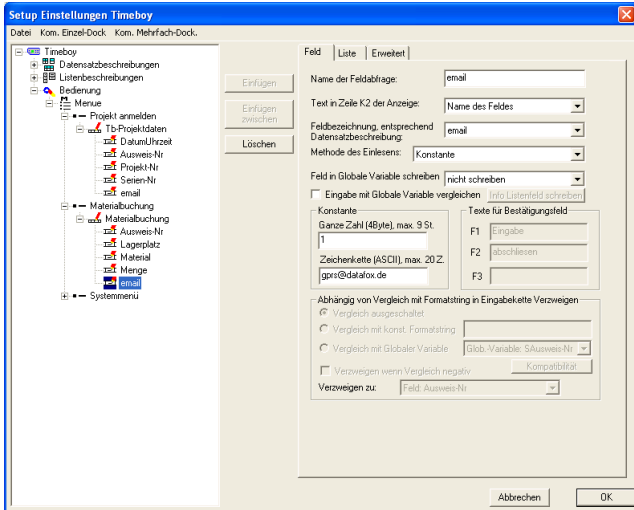 Setup Einstellungen Timeboy
Datei Kom. Einzel-Dock Kom. Mehrfach-Dock.
Timeboy
Datensatzbeschreibungen
Listenbeschreibungen
Bedienung
Menue
Projekt anmelden
Tb-Projektdaten
DatumUhrzeit
Ausweis-Nr
Projekt-Nr
Serien-Nr
email
Materialbuchung
Materialbuchung
Ausweis-Nr
Lagerplatz
Material
Menge
email
Systemmenü
Einfügen
Einfügen
zwischen
Löschen
Feld Liste Erweitert
Name der Feldabfrage: email
Text in Zeile K2 der Anzeige: Name des Feldes
Feldbezeichnung, entsprechend
Datensatzbeschreibung: email
Methode des Einlesens: Konstante
Feld in Globale Variable schreiben nicht schreiben
Eingabe mit Globale Variable vergleichen Info Listenfeld schreiben
Konstante
Ganze Zahl (4Byte), max. 9 St.
1
Zeichenkette (ASCII), max. 20 Z.
gprs@datafox.de
Texte für Bestätigungsfeld
F1 Eingabe
F2 abschliesen
F3
Abhängig von Vergleich mit Formatstring in Eingabekette Verzweigen
Vergleich ausgeschaltet
Vergleich mit konst. Formatstring
Vergleich mit Globaler Variable Glob.-Variable: SAusweis-Nr
Verzweigen wenn Vergleich negativ Kompatibilität
Verzweigen zu: Feld: Ausweis-Nr
Abbrechen OK